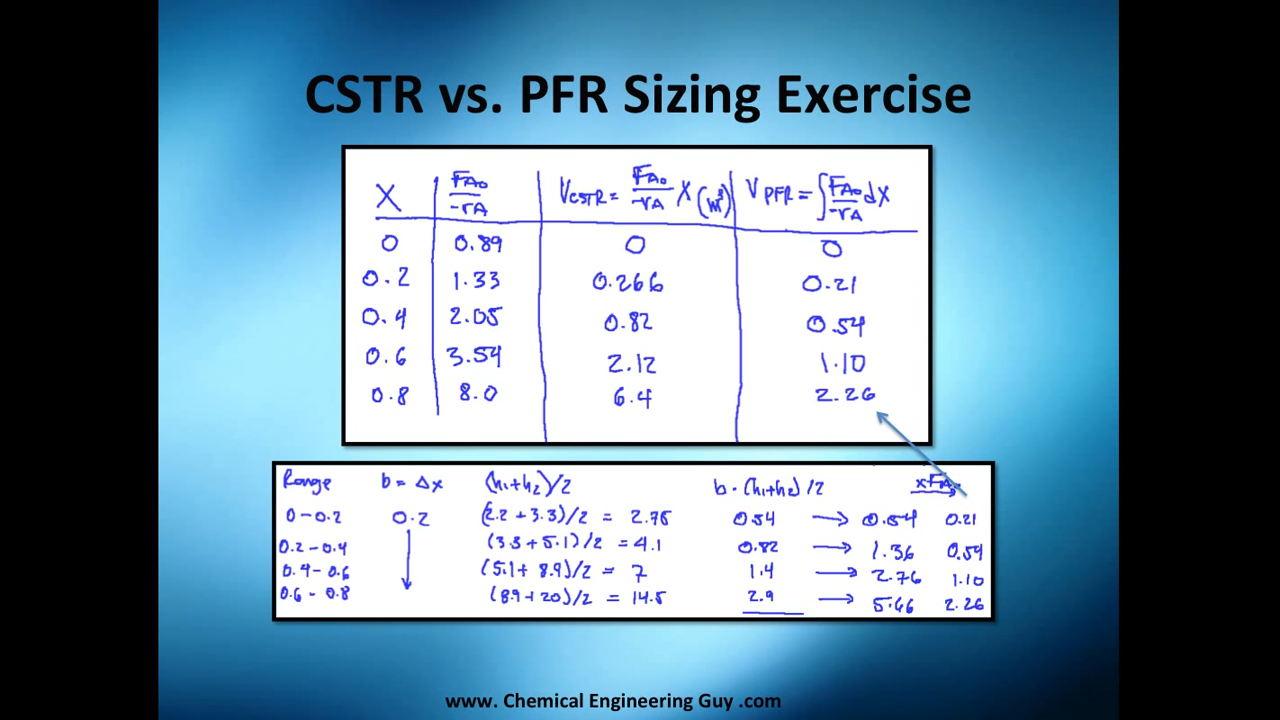 CSTR vs. PFR Sizing Exercise
X FA₀/-rA VCSTR = FA₀/-rA X (m³) VPFR = ∫FA₀/-rA dX
0 0.89 0 0
0.2 1.33 0.266 0.21
0.4 2.05 0.82 0.54
0.6 3.54 2.12 1.10
0.8 8.0 6.4 2.26
Range b = Δx (h₁+h₂)/2 b·(h₁+h₂)/2 xFA₀
0-0.2 0.2 (2.2+3.3)/2 = 2.75 0.54 → 0.54 0.21
0.2-0.4 (3.3+5.1)/2 = 4.1 0.82 → 1.36 0.54
0.4-0.6 (5.1+8.9)/2 = 7 1.4 → 2.76 1.10
0.6-0.8 (8.9+20)/2 = 14.5 2.9 → 5.66 2.26
www. Chemical Engineering Guy .com